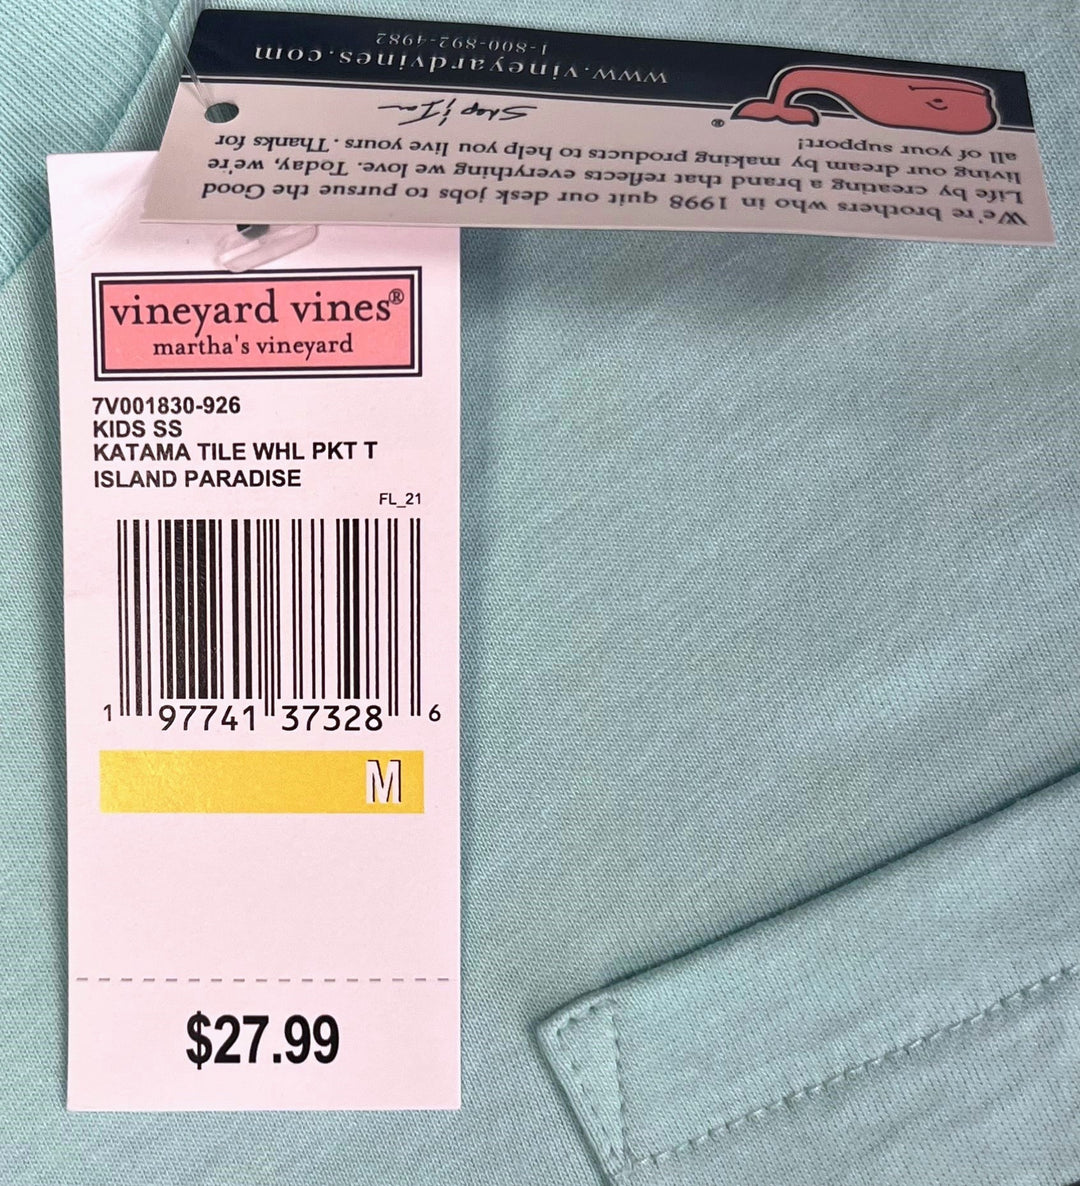 www.vineyardvines.com
1-800-892-4982
We're brothers who in 1998 quit our desk jobs to pursue the Good
Life by creating a brand that reflects everything we love. Today, we're
living our dream by making products to help you live yours. Thanks for
all of your support!
Shep & Ian
®
vineyard vines®
martha's vineyard
7V001830-926
KIDS SS
KATAMA TILE WHL PKT T
ISLAND PARADISE
FL_21
1 97741 37328 6
M
$27.99